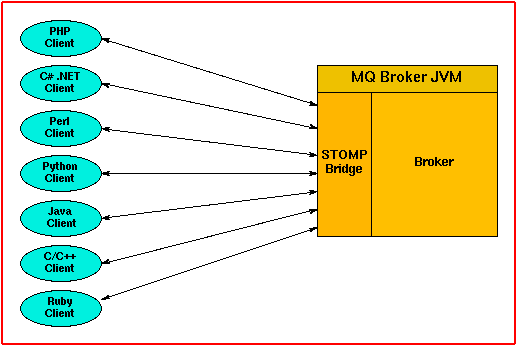 PHP
Client
C# .NET
Client
Perl
Client
Python
Client
Java
Client
C/C++
Client
Ruby
Client
MQ Broker JVM
STOMP
Bridge
Broker